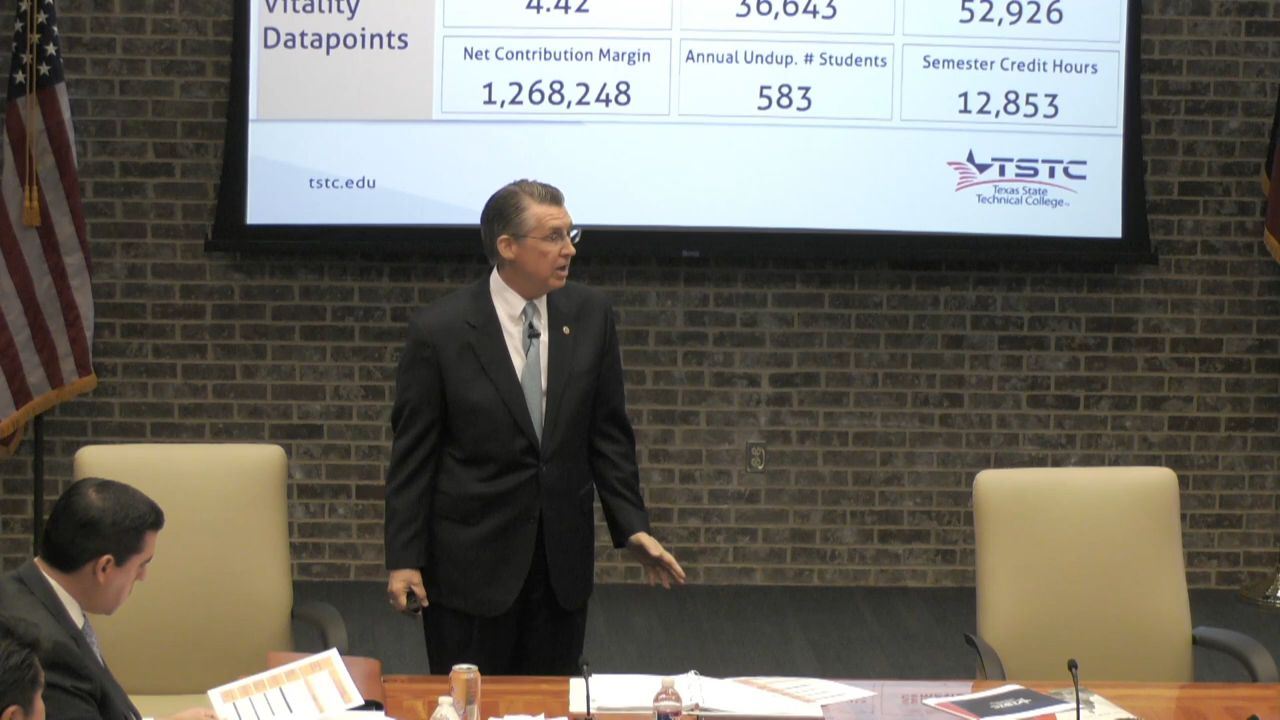 Vitality
Datapoints
4.42
36,643
52,926
Net Contribution Margin
1,268,248
Annual Undup. # Students
583
Semester Credit Hours
12,853
tstc.edu
TSTC
Texas State
Technical College